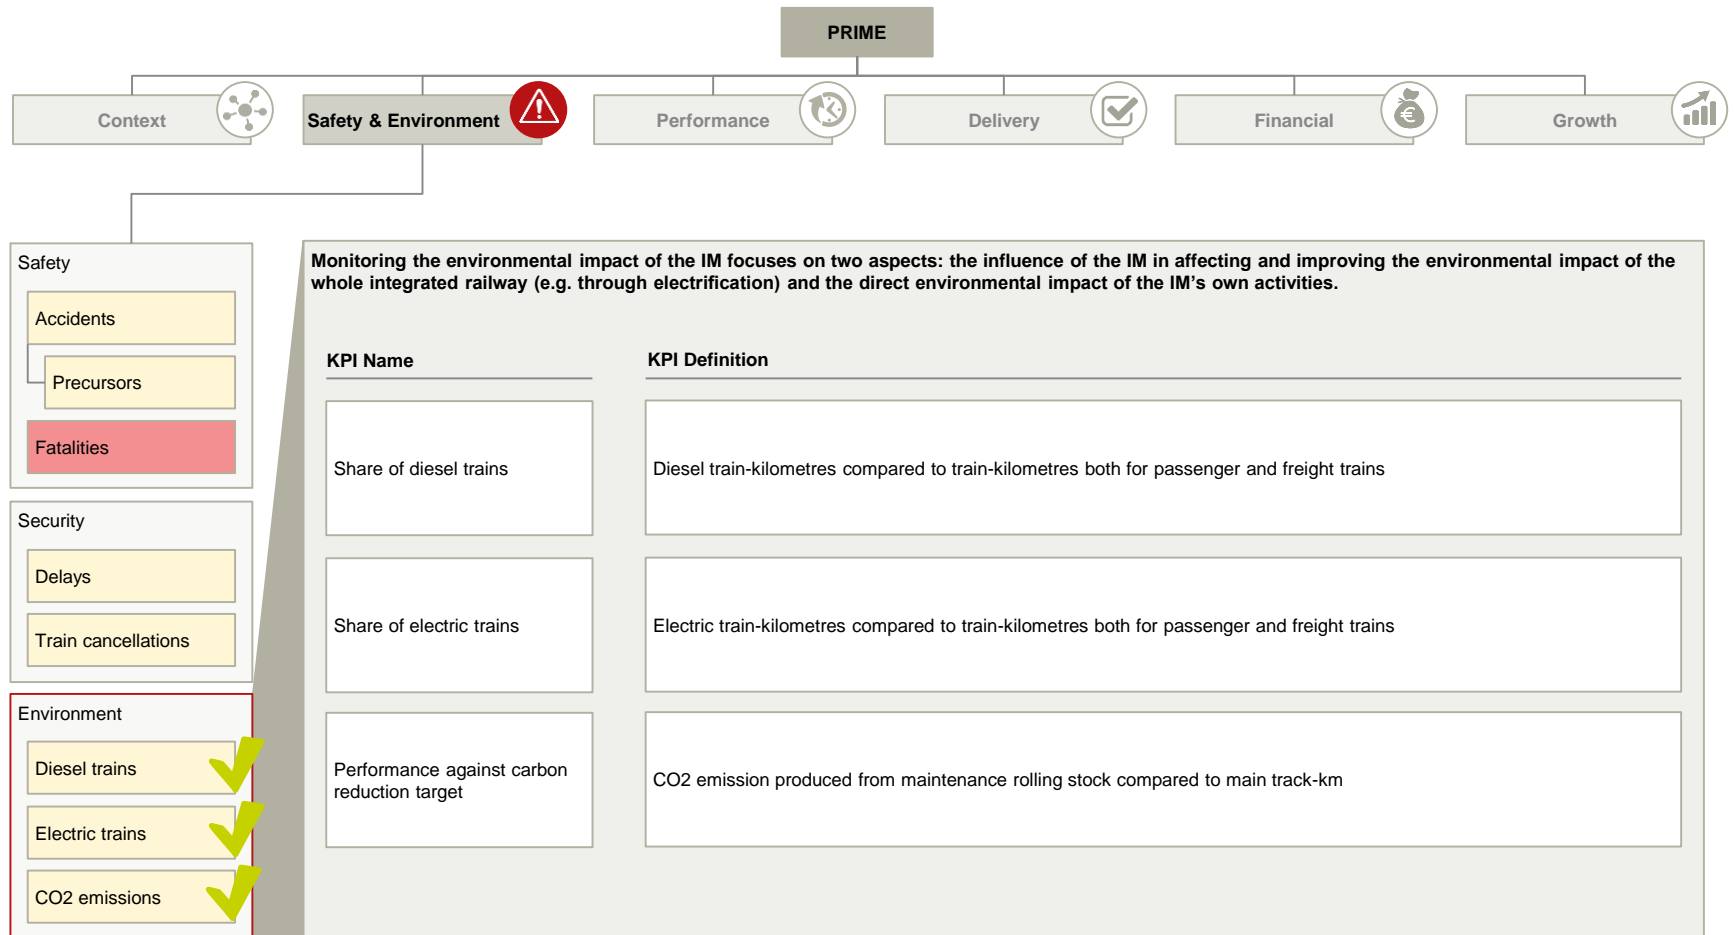 PRIME
Context
Safety & Environment
Performance
Delivery
Financial
Growth
Safety
Accidents
Precursors
Fatalities
Security
Delays
Train cancellations
Environment
Diesel trains
Electric trains
CO2 emissions
Monitoring the environmental impact of the IM focuses on two aspects: the influence of the IM in affecting and improving the environmental impact of the
whole integrated railway (e.g. through electrification) and the direct environmental impact of the IM's own activities.
KPI Name
KPI Definition
Share of diesel trains
Diesel train-kilometres compared to train-kilometres both for passenger and freight trains
Share of electric trains
Electric train-kilometres compared to train-kilometres both for passenger and freight trains
Performance against carbon
reduction target
CO2 emission produced from maintenance rolling stock compared to main track-km